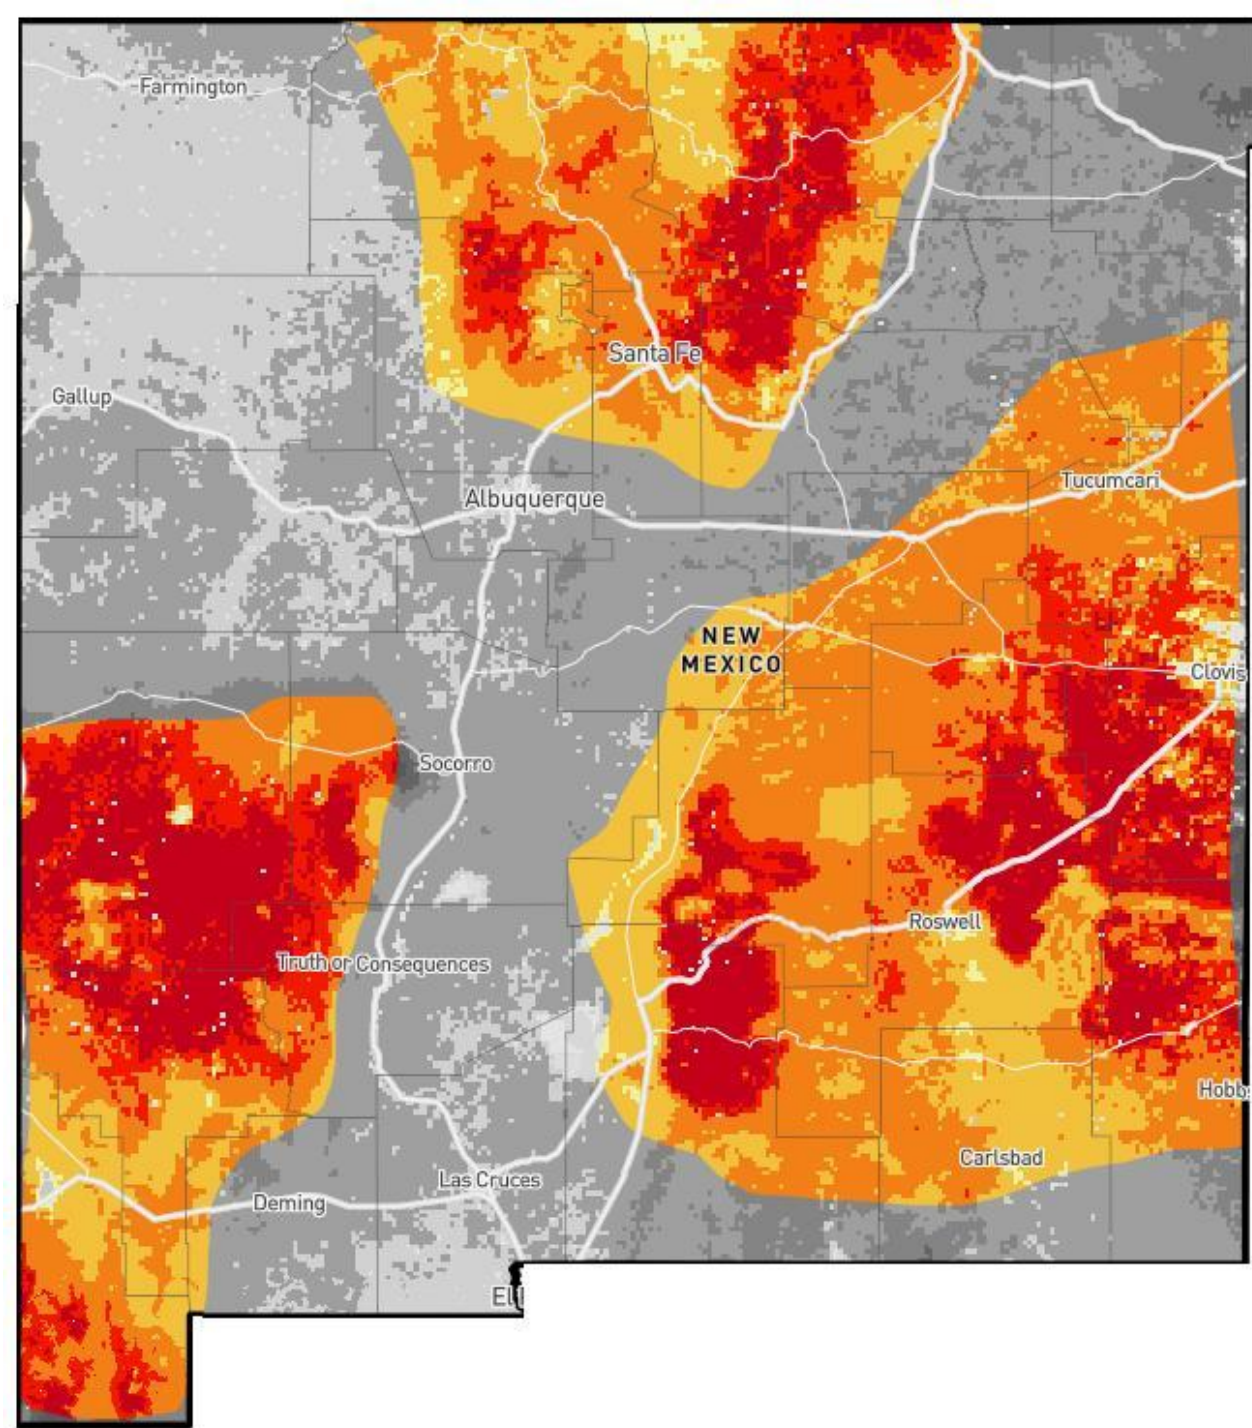 Farmington
Santa Fe
Gallup
Tucumcari
Albuquerque
NEW
MEXICO
Clovis
Socorro
Roswell
Truth or Consequences
Hobbs
Carlsbad
Las Cruces
Deming
El